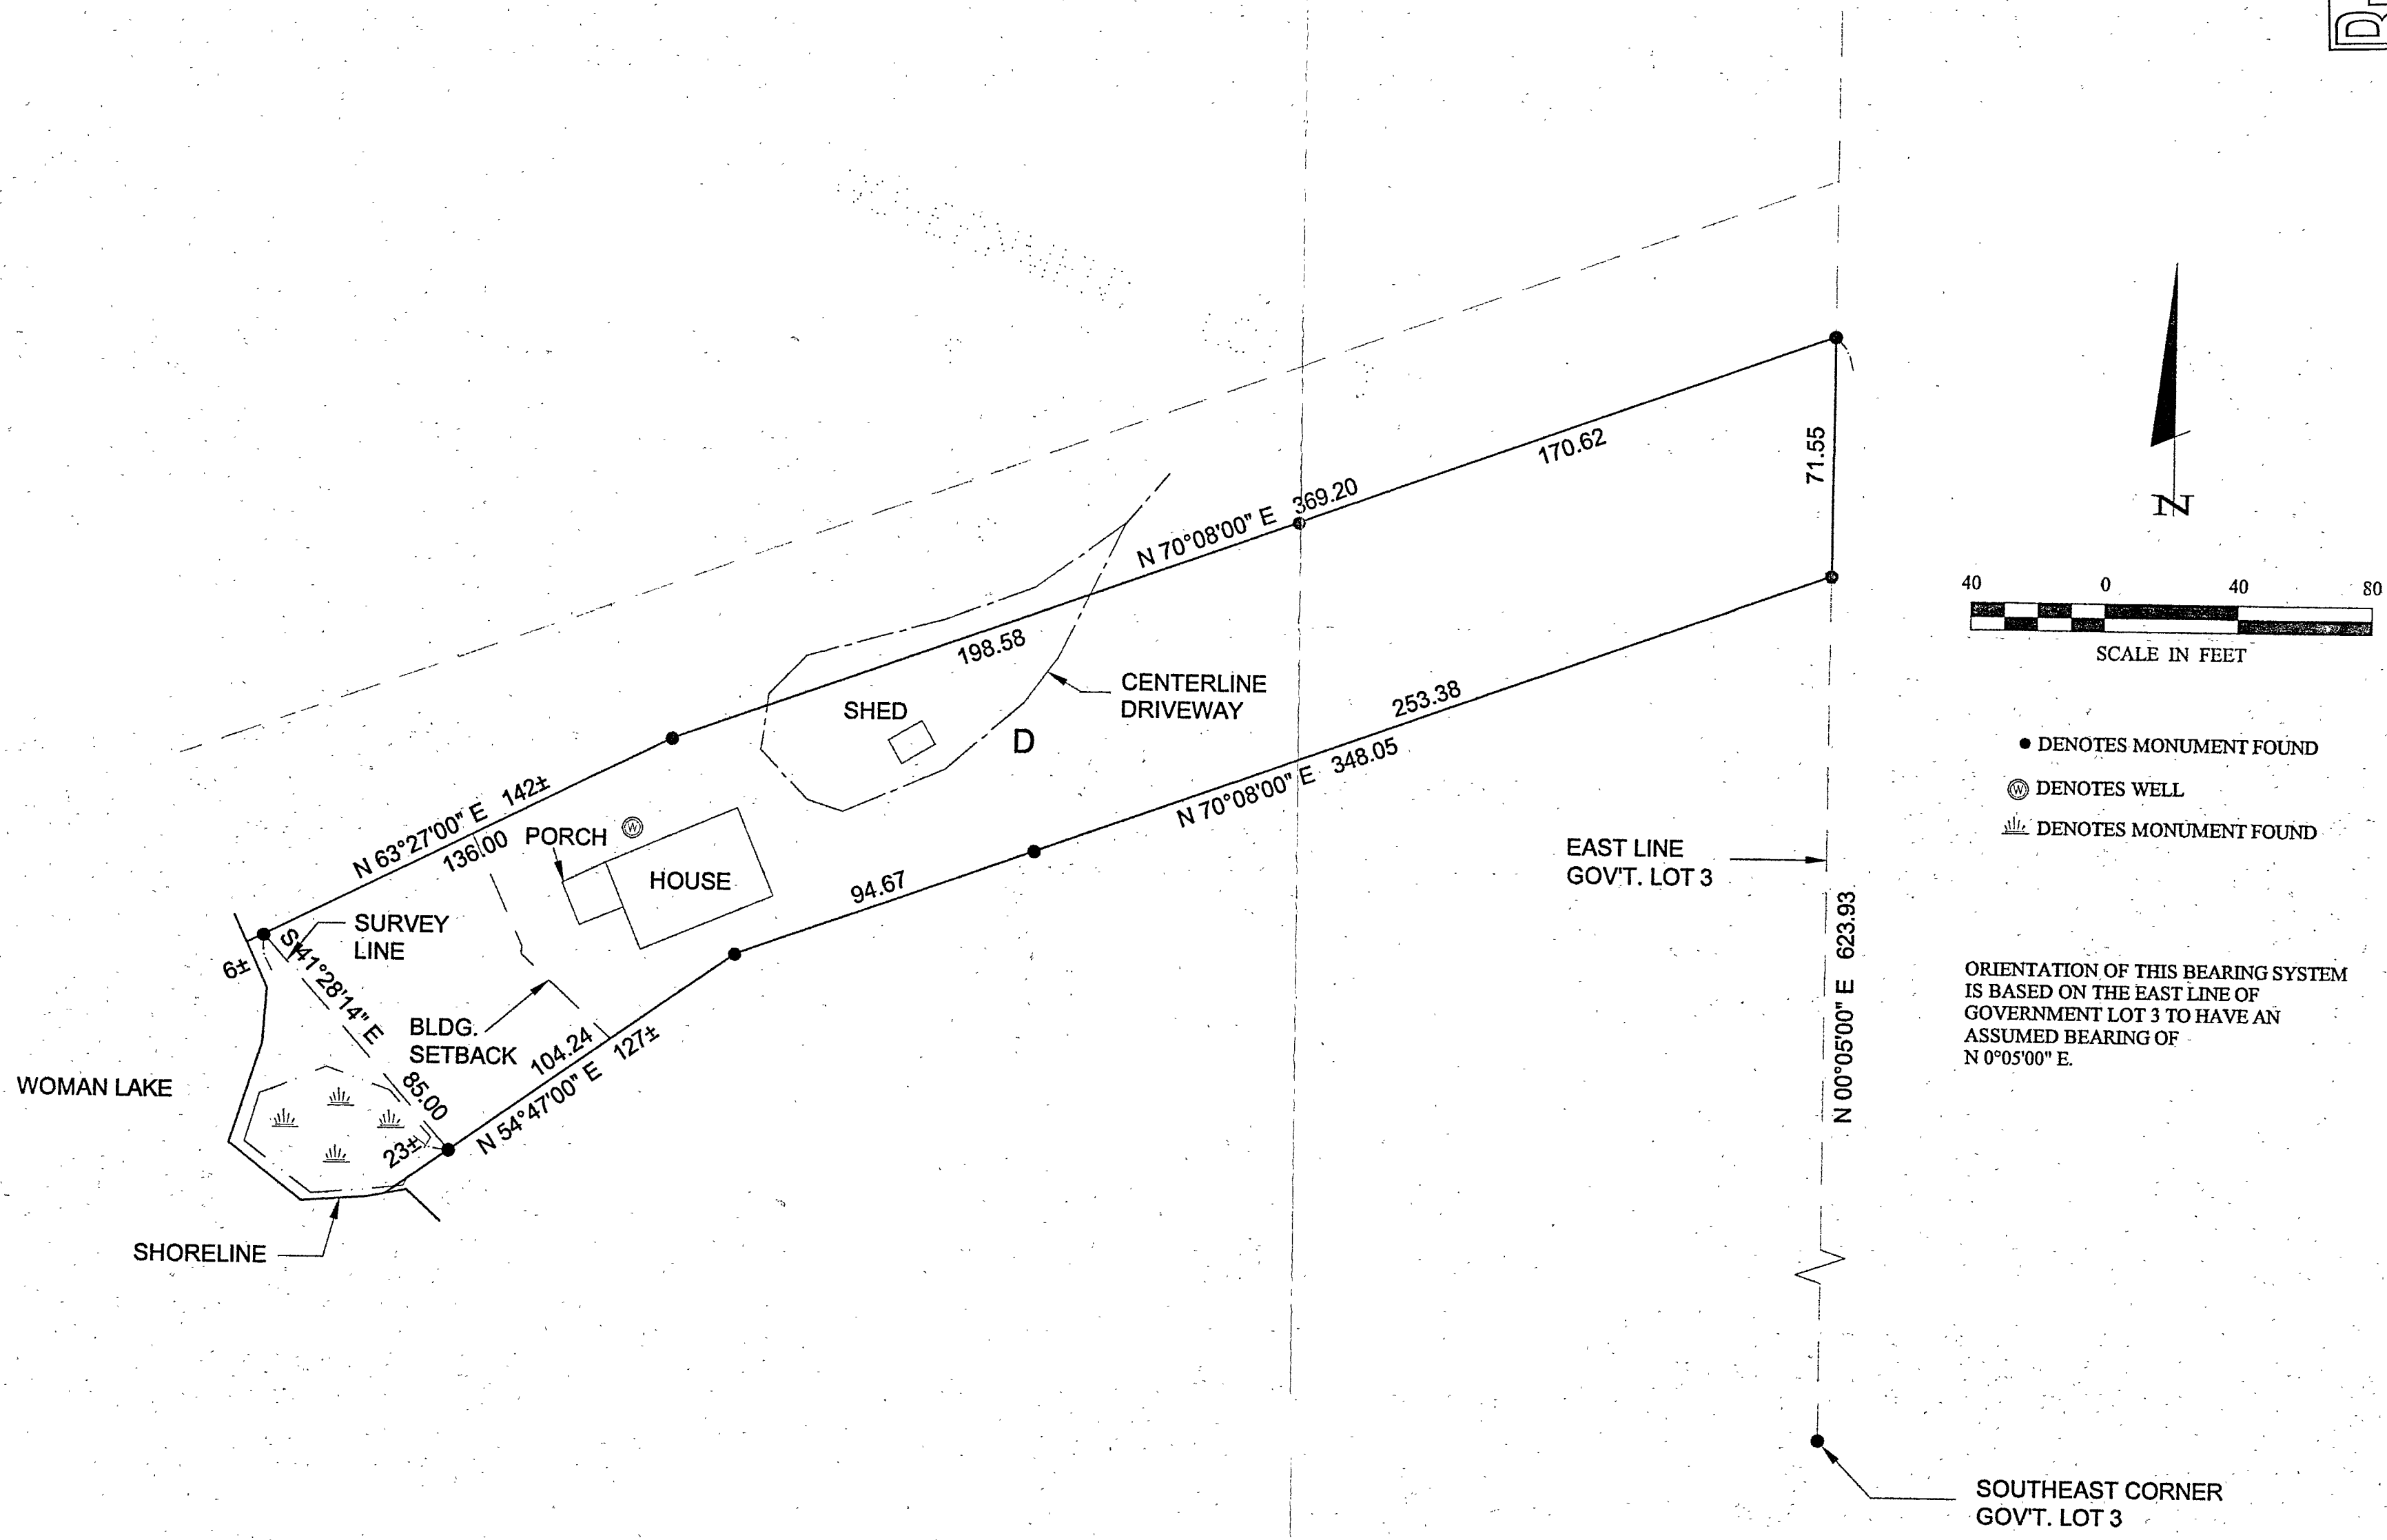 170.62
71.55
N 70°08'00" E 369.20
N
40 0 40 80
SCALE IN FEET
198.58
CENTERLINE
DRIVEWAY
SHED
D
253.38
N 70°08'00" E 348.05
DENOTES MONUMENT FOUND
W DENOTES WELL
DENOTES MONUMENT FOUND
N 63°27'00" E 142±
136.00
PORCH
W
HOUSE
94.67
EAST LINE
GOV'T. LOT 3
N 00°05'00" E 623.93
SURVEY
LINE
6±
S 41°28'14" E
85.00
BLDG.
SETBACK
104.24
N 54°47'00" E 127±
23±
WOMAN LAKE
SHORELINE
ORIENTATION OF THIS BEARING SYSTEM
IS BASED ON THE EAST LINE OF
GOVERNMENT LOT 3 TO HAVE AN
ASSUMED BEARING OF
N 0°05'00" E.
SOUTHEAST CORNER
GOV'T. LOT 3